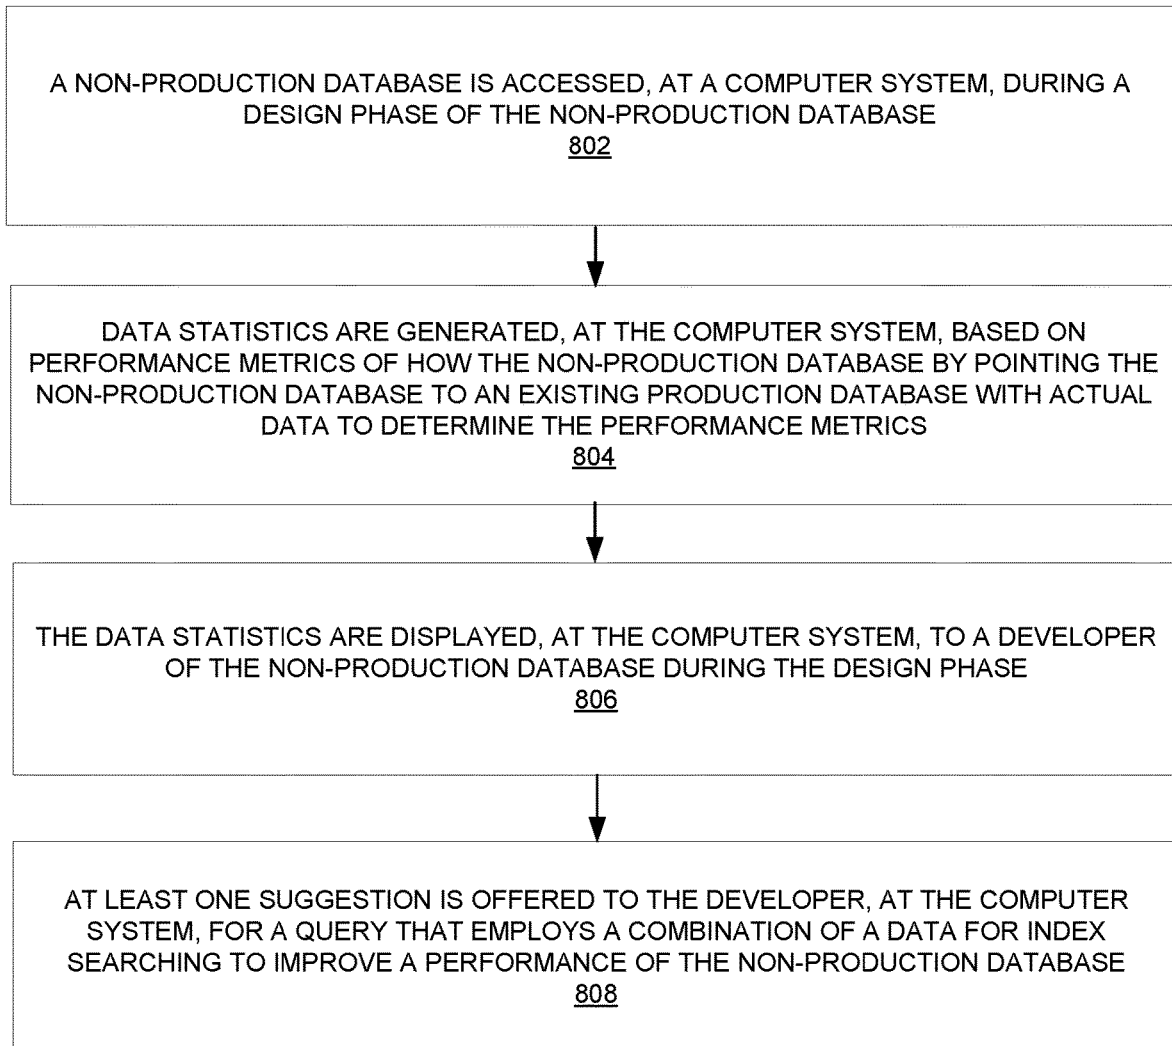 A NON-PRODUCTION DATABASE IS ACCESSED, AT A COMPUTER SYSTEM, DURING A
DESIGN PHASE OF THE NON-PRODUCTION DATABASE
802
DATA STATISTICS ARE GENERATED, AT THE COMPUTER SYSTEM, BASED ON
PERFORMANCE METRICS OF HOW THE NON-PRODUCTION DATABASE BY POINTING THE
NON-PRODUCTION DATABASE TO AN EXISTING PRODUCTION DATABASE WITH ACTUAL
DATA TO DETERMINE THE PERFORMANCE METRICS
804
THE DATA STATISTICS ARE DISPLAYED, AT THE COMPUTER SYSTEM, TO A DEVELOPER
OF THE NON-PRODUCTION DATABASE DURING THE DESIGN PHASE
806
AT LEAST ONE SUGGESTION IS OFFERED TO THE DEVELOPER, AT THE COMPUTER
SYSTEM, FOR A QUERY THAT EMPLOYS A COMBINATION OF A DATA FOR INDEX
SEARCHING TO IMPROVE A PERFORMANCE OF THE NON-PRODUCTION DATABASE
808